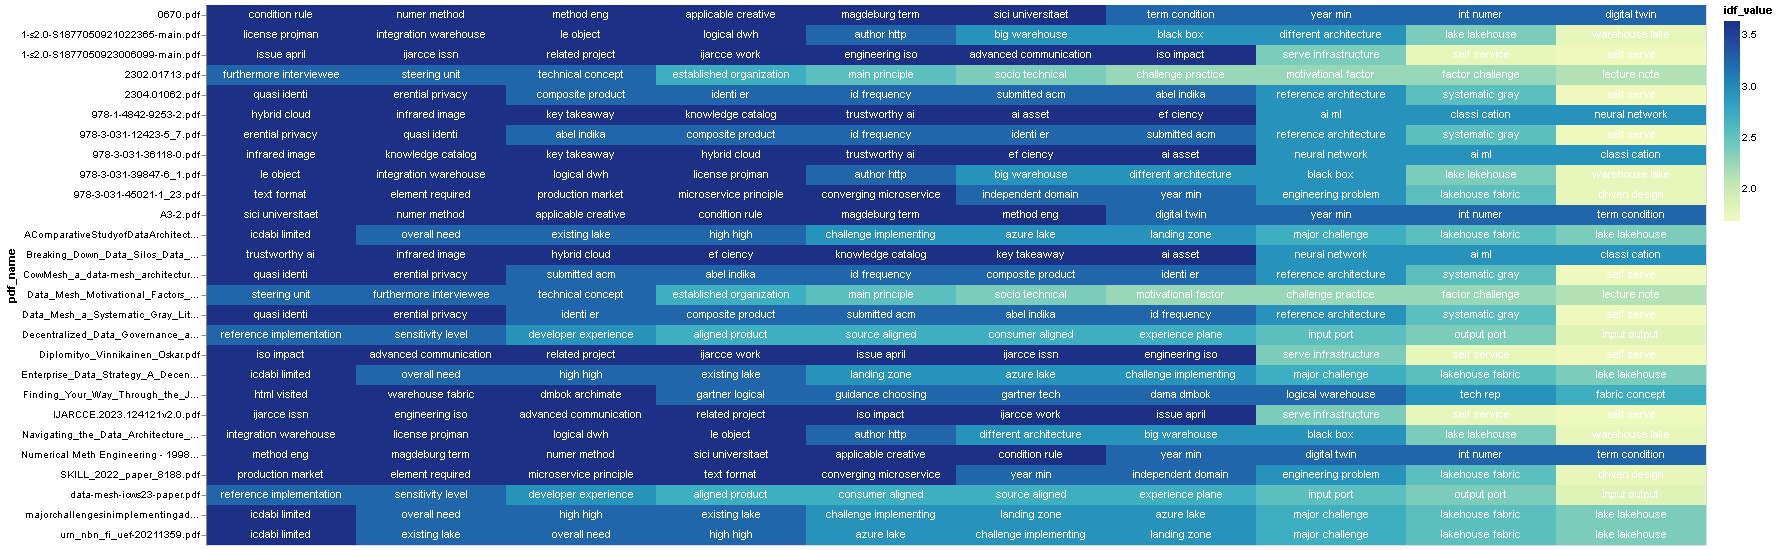 idf_value
0670.pdf condition rule numer method method eng applicable creative magdeburg term sici universitaet term condition year min int numer digital twin
3.5
1-s2.0-S1877050921022365-main.pdf license projman integration warehouse le object logical dwh author http big warehouse black box different architecture lake lakehouse warehouse lake
1-s2.0-S1877050923006099-main.pdf issue april ijarcce issn related project ijarcce work engineering iso advanced communication iso impact serve infrastructure self service self serve
2302.01713.pdf furthermore interviewee steering unit technical concept established organization main principle socio technical challenge practice motivational factor factor challenge lecture note
3.0
2304.01062.pdf quasi identi erential privacy composite product identi er id frequency submitted acm abel indika reference architecture systematic gray self serve
978-1-4842-9253-2.pdf hybrid cloud infrared image key takeaway knowledge catalog trustworthy ai ai asset ef ciency ai ml classi cation neural network
978-3-031-12423-5_7.pdf erential privacy quasi identi abel indika composite product id frequency identi er submitted acm reference architecture systematic gray self serve
2.5
978-3-031-36118-0.pdf infrared image knowledge catalog key takeaway hybrid cloud trustworthy ai ef ciency ai asset neural network ai ml classi cation
978-3-031-39847-6_1.pdf le object integration warehouse logical dwh license projman author http big warehouse different architecture black box lake lakehouse warehouse lake
2.0
978-3-031-45021-1_23.pdf text format element required production market microservice principle converging microservice independent domain year min engineering problem lakehouse fabric driven design
A3-2.pdf sici universitaet numer method applicable creative condition rule magdeburg term method eng digital twin year min int numer term condition
AComparativeStudyofDataArchitect... icdabi limited overall need existing lake high high challenge implementing azure lake landing zone major challenge lakehouse fabric lake lakehouse
Breaking_Down_Data_Silos_Data_... trustworthy ai infrared image hybrid cloud ef ciency knowledge catalog key takeaway ai asset neural network ai ml classi cation
pdf_name
CowMesh_a_data-mesh_architectur... quasi identi erential privacy submitted acm abel indika id frequency composite product identi er reference architecture systematic gray self serve
Data_Mesh_Motivational_Factors_... steering unit furthermore interviewee technical concept established organization main principle socio technical motivational factor challenge practice factor challenge lecture note
Data_Mesh_a_Systematic_Gray_Lit... quasi identi erential privacy identi er composite product submitted acm abel indika id frequency reference architecture systematic gray self serve
Decentralized_Data_Governance_a... reference implementation sensitivity level developer experience aligned product source aligned consumer aligned experience plane input port output port input output
Diplomityo_Vinnikainen_Oskar.pdf iso impact advanced communication related project ijarcce work issue april ijarcce issn engineering iso serve infrastructure self service self serve
Enterprise_Data_Strategy_A_Decen... icdabi limited overall need high high existing lake landing zone azure lake challenge implementing major challenge lakehouse fabric lake lakehouse
Finding_Your_Way_Through_the_J... html visited warehouse fabric dmbok archimate gartner logical guidance choosing gartner tech dama dmbok logical warehouse tech rep fabric concept
IJARCCE.2023.124121v2.0.pdf ijarcce issn engineering iso advanced communication related project iso impact ijarcce work issue april serve infrastructure self service self serve
Navigating_the_Data_Architecture_... integration warehouse license projman logical dwh le object author http different architecture big warehouse black box lake lakehouse warehouse lake
Numerical Meth Engineering - 1998... method eng magdeburg term numer method sici universitaet applicable creative condition rule year min digital twin int numer term condition
SKILL_2022_paper_8188.pdf production market element required microservice principle text format converging microservice year min independent domain engineering problem lakehouse fabric driven design
data-mesh-icws23-paper.pdf reference implementation sensitivity level developer experience aligned product consumer aligned source aligned experience plane input port output port input output
majorchallengesinimplementingad... icdabi limited overall need high high existing lake challenge implementing landing zone azure lake major challenge lakehouse fabric lake lakehouse
urn_nbn_fi_uef-20211359.pdf icdabi limited existing lake overall need high high azure lake challenge implementing landing zone major challenge lakehouse fabric lake lakehouse